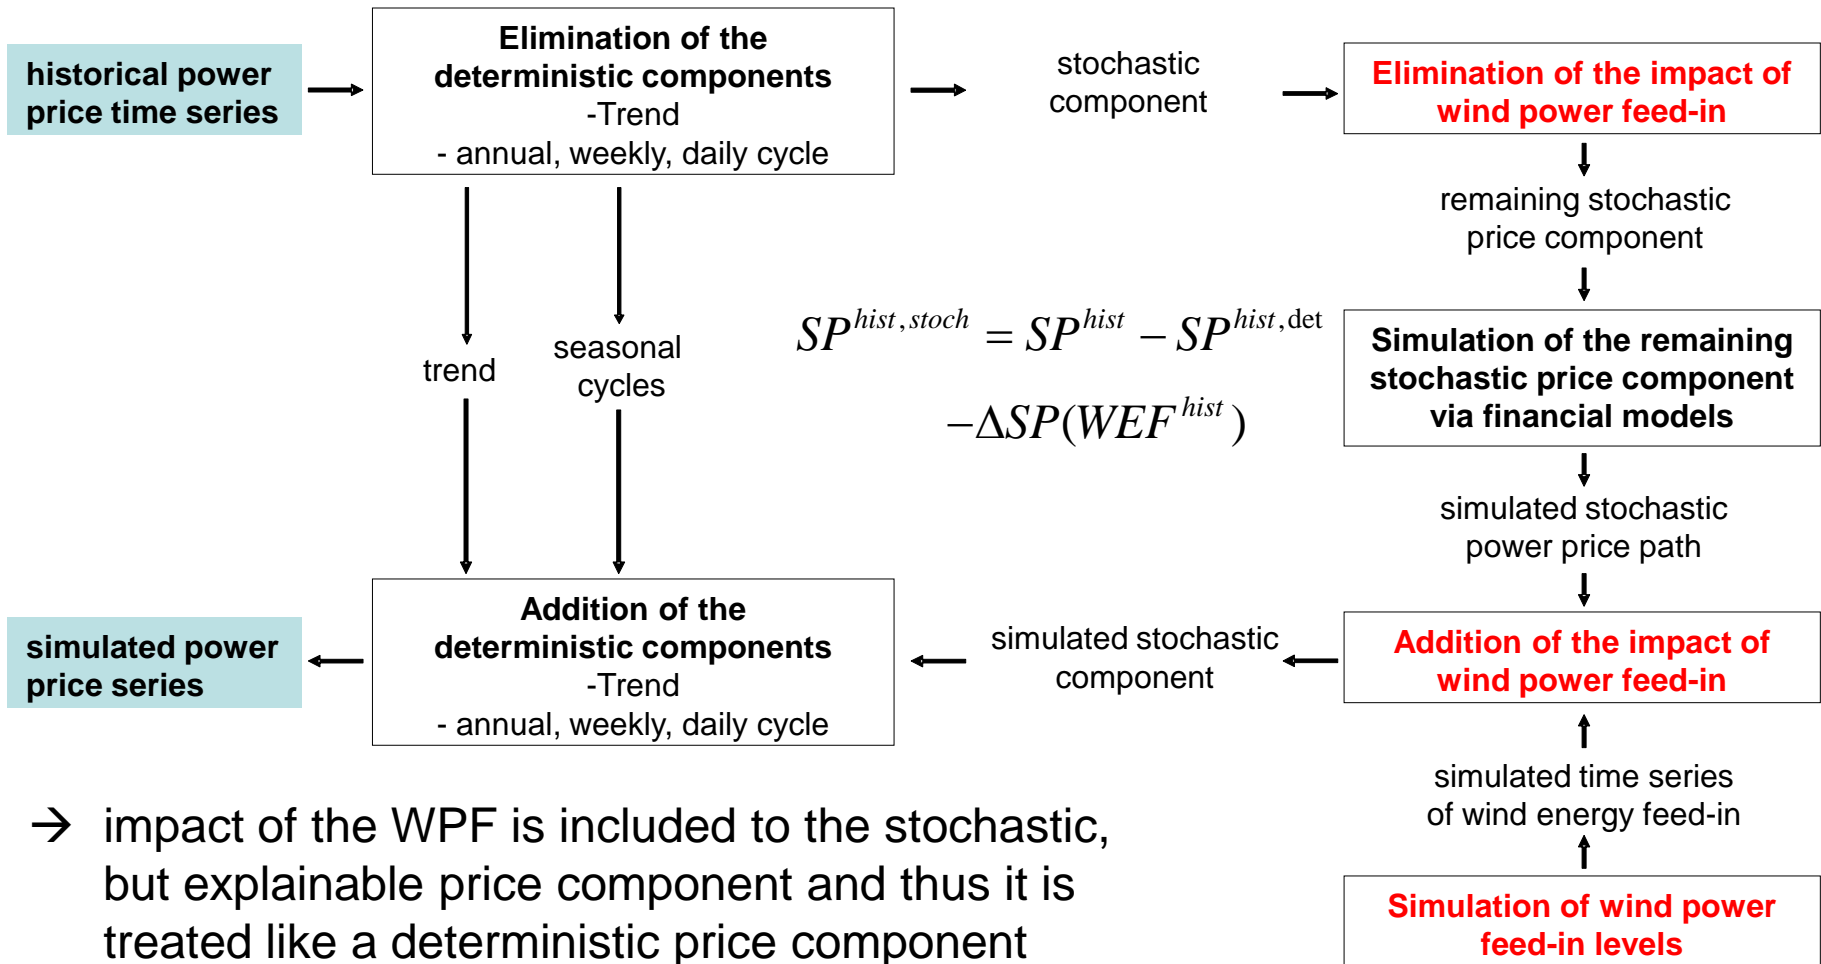 historical power
price time series
Elimination of the
deterministic components
-Trend
- annual, weekly, daily cycle
stochastic
component
Elimination of the impact of
wind power feed-in
remaining stochastic
price component
trend
seasonal
cycles
SP^{hist,stoch} = SP^{hist} − SP^{hist,det}
−ΔSP(WEF^{hist})
Simulation of the remaining
stochastic price component
via financial models
simulated stochastic
power price path
simulated power
price series
Addition of the
deterministic components
-Trend
- annual, weekly, daily cycle
simulated stochastic
component
Addition of the impact of
wind power feed-in
simulated time series
of wind energy feed-in
Simulation of wind power
feed-in levels
→ impact of the WPF is included to the stochastic,
but explainable price component and thus it is
treated like a deterministic price component